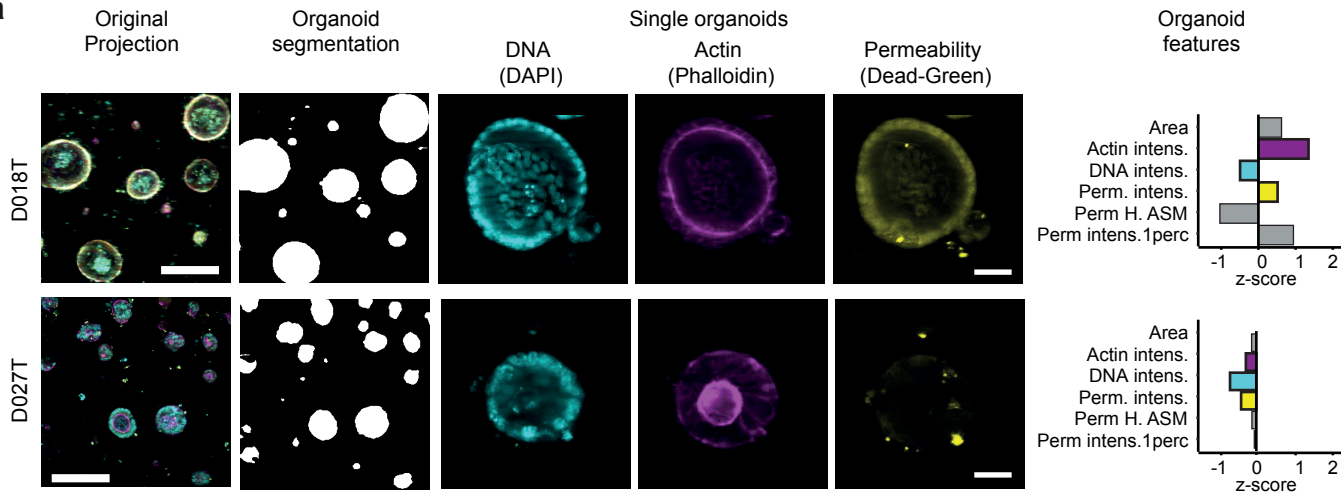 a
Original
Projection
Organoid
segmentation
Single organoids
DNA
(DAPI)
Actin
(Phalloidin)
Permeability
(Dead-Green)
Organoid
features
D018T
Area
Actin intens.
DNA intens.
Perm. intens.
Perm H. ASM
Perm intens.1perc
-1 0 1 2
z-score
D027T
Area
Actin intens.
DNA intens.
Perm. intens.
Perm H. ASM
Perm intens.1perc
-1 0 1 2
z-score